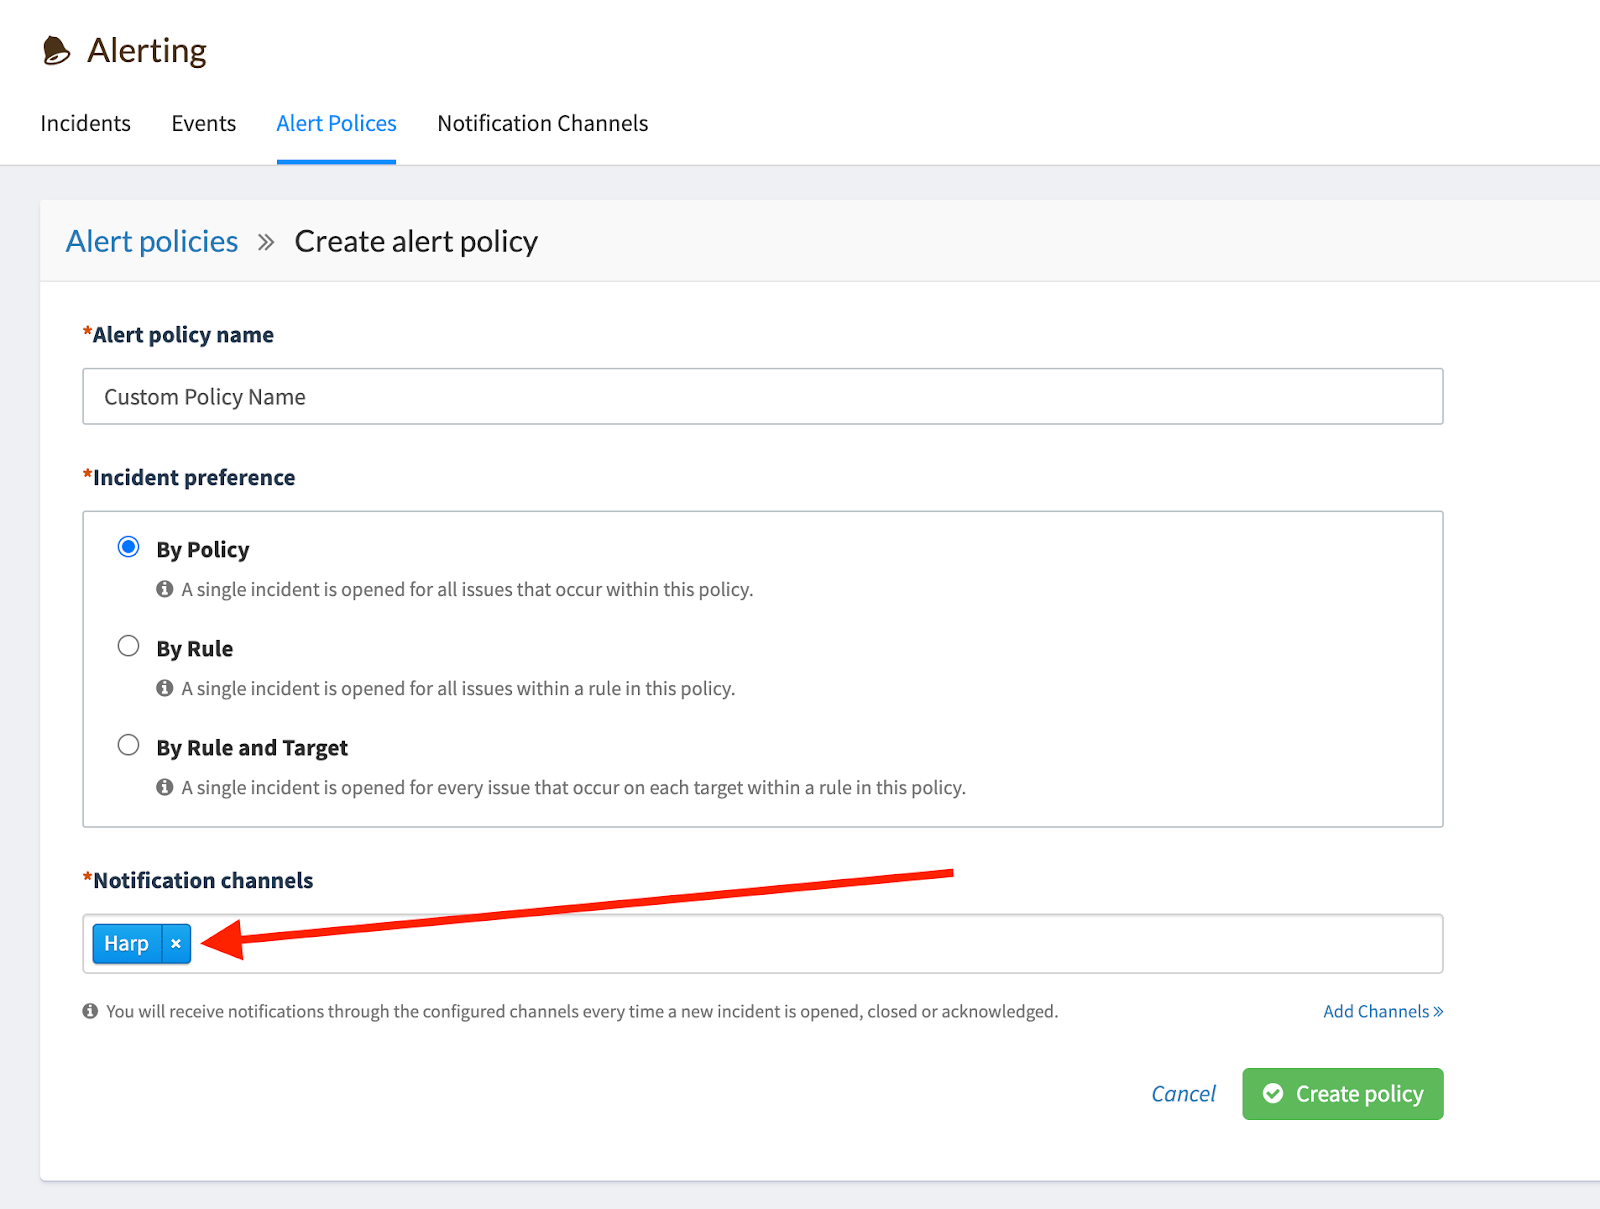 Alerting
Incidents Events Alert Polices Notification Channels
Alert policies » Create alert policy
*Alert policy name
Custom Policy Name
*Incident preference
By Policy
A single incident is opened for all issues that occur within this policy.
By Rule
A single incident is opened for all issues within a rule in this policy.
By Rule and Target
A single incident is opened for every issue that occur on each target within a rule in this policy.
*Notification channels
Harp ×
You will receive notifications through the configured channels every time a new incident is opened, closed or acknowledged. Add Channels »
Cancel Create policy